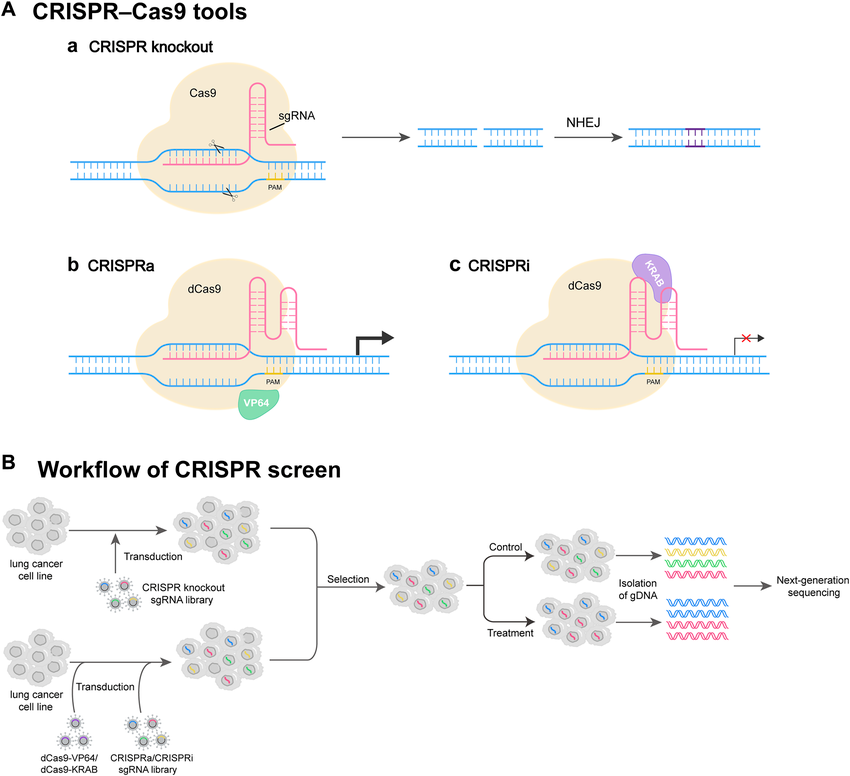 A CRISPR–Cas9 tools
a CRISPR knockout
Cas9
sgRNA
PAM
NHEJ
b CRISPRa
dCas9
PAM
VP64
c CRISPRi
dCas9
KRAB
PAM
B Workflow of CRISPR screen
lung cancer
cell line
Transduction
CRISPR knockout
sgRNA library
lung cancer
cell line
Transduction
dCas9-VP64/
dCas9-KRAB
CRISPRa/CRISPRi
sgRNA library
Selection
Control
Treatment
Isolation
of gDNA
Next-generation
sequencing